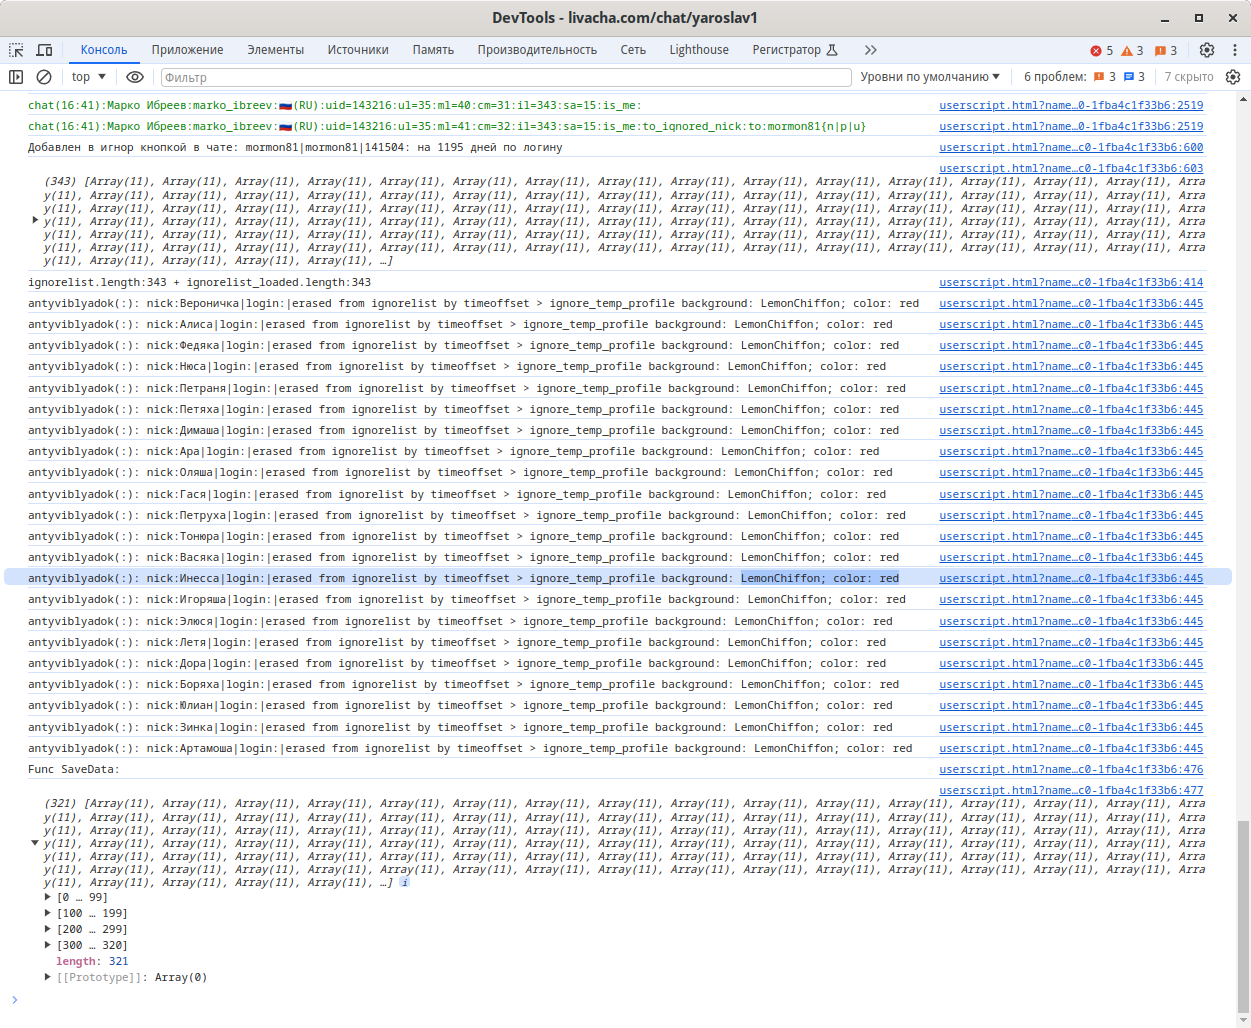 DevTools - livacha.com/chat/yaroslav1
Консоль Приложение Элементы Источники Память Производительность Сеть Lighthouse Регистратор 5 3 3
top Фильтр Уровни по умолчанию 6 проблем: 3 3 7 скрыто
chat(16:41):Марко Ибреев:marko_ibreev:🇷🇺(RU):uid=143216:ul=35:ml=40:cm=31:il=343:sa=15:is_me: userscript.html?name…0-1fba4c1f33b6:2519
chat(16:41):Марко Ибреев:marko_ibreev:🇷🇺(RU):uid=143216:ul=35:ml=41:cm=32:il=343:sa=15:is_me:to_iqnored_nick:to:mormon81{n|p|u} userscript.html?name…0-1fba4c1f33b6:2519
Добавлен в игнор кнопкой в чате: mormon81|mormon81|141504: на 1195 дней по логину userscript.html?name…c0-1fba4c1f33b6:600
userscript.html?name…c0-1fba4c1f33b6:603
(343) [Array(11), Array(11), Array(11), Array(11), Array(11), Array(11), Array(11), Array(11), Array(11), Array(11), Array(11), Array(11), Array(11), Array(11), Array(11), Arra
y(11), Array(11), Array(11), Array(11), Array(11), Array(11), Array(11), Array(11), Array(11), Array(11), Array(11), Array(11), Array(11), Array(11), Array(11), Array(11), Arra
y(11), Array(11), Array(11), Array(11), Array(11), Array(11), Array(11), Array(11), Array(11), Array(11), Array(11), Array(11), Array(11), Array(11), Array(11), Array(11), Arra
y(11), Array(11), Array(11), Array(11), Array(11), Array(11), Array(11), Array(11), Array(11), Array(11), Array(11), Array(11), Array(11), Array(11), Array(11), Array(11), Arra
y(11), Array(11), Array(11), Array(11), Array(11), Array(11), Array(11), Array(11), Array(11), Array(11), Array(11), Array(11), Array(11), Array(11), Array(11), Array(11), Arra
y(11), Array(11), Array(11), Array(11), Array(11), Array(11), Array(11), Array(11), Array(11), Array(11), Array(11), Array(11), Array(11), Array(11), Array(11), Array(11), Arra
y(11), Array(11), Array(11), Array(11), Array(11), …]
ignorelist.length:343 + ignorelist_loaded.length:343 userscript.html?name…c0-1fba4c1f33b6:414
antyviblyadok(:): nick:Вероничка|login:|erased from ignorelist by timeoffset > ignore_temp_profile background: LemonChiffon; color: red userscript.html?name…c0-1fba4c1f33b6:445
antyviblyadok(:): nick:Алиса|login:|erased from ignorelist by timeoffset > ignore_temp_profile background: LemonChiffon; color: red userscript.html?name…c0-1fba4c1f33b6:445
antyviblyadok(:): nick:Федяка|login:|erased from ignorelist by timeoffset > ignore_temp_profile background: LemonChiffon; color: red userscript.html?name…c0-1fba4c1f33b6:445
antyviblyadok(:): nick:Нюса|login:|erased from ignorelist by timeoffset > ignore_temp_profile background: LemonChiffon; color: red userscript.html?name…c0-1fba4c1f33b6:445
antyviblyadok(:): nick:Петраня|login:|erased from ignorelist by timeoffset > ignore_temp_profile background: LemonChiffon; color: red userscript.html?name…c0-1fba4c1f33b6:445
antyviblyadok(:): nick:Петяха|login:|erased from ignorelist by timeoffset > ignore_temp_profile background: LemonChiffon; color: red userscript.html?name…c0-1fba4c1f33b6:445
antyviblyadok(:): nick:Димаша|login:|erased from ignorelist by timeoffset > ignore_temp_profile background: LemonChiffon; color: red userscript.html?name…c0-1fba4c1f33b6:445
antyviblyadok(:): nick:Ара|login:|erased from ignorelist by timeoffset > ignore_temp_profile background: LemonChiffon; color: red userscript.html?name…c0-1fba4c1f33b6:445
antyviblyadok(:): nick:Оляша|login:|erased from ignorelist by timeoffset > ignore_temp_profile background: LemonChiffon; color: red userscript.html?name…c0-1fba4c1f33b6:445
antyviblyadok(:): nick:Гася|login:|erased from ignorelist by timeoffset > ignore_temp_profile background: LemonChiffon; color: red userscript.html?name…c0-1fba4c1f33b6:445
antyviblyadok(:): nick:Петруха|login:|erased from ignorelist by timeoffset > ignore_temp_profile background: LemonChiffon; color: red userscript.html?name…c0-1fba4c1f33b6:445
antyviblyadok(:): nick:Тонюра|login:|erased from ignorelist by timeoffset > ignore_temp_profile background: LemonChiffon; color: red userscript.html?name…c0-1fba4c1f33b6:445
antyviblyadok(:): nick:Васяка|login:|erased from ignorelist by timeoffset > ignore_temp_profile background: LemonChiffon; color: red userscript.html?name…c0-1fba4c1f33b6:445
antyviblyadok(:): nick:Инесса|login:|erased from ignorelist by timeoffset > ignore_temp_profile background: LemonChiffon; color: red userscript.html?name…c0-1fba4c1f33b6:445
antyviblyadok(:): nick:Игоряша|login:|erased from ignorelist by timeoffset > ignore_temp_profile background: LemonChiffon; color: red userscript.html?name…c0-1fba4c1f33b6:445
antyviblyadok(:): nick:Элюся|login:|erased from ignorelist by timeoffset > ignore_temp_profile background: LemonChiffon; color: red userscript.html?name…c0-1fba4c1f33b6:445
antyviblyadok(:): nick:Летя|login:|erased from ignorelist by timeoffset > ignore_temp_profile background: LemonChiffon; color: red userscript.html?name…c0-1fba4c1f33b6:445
antyviblyadok(:): nick:Дора|login:|erased from ignorelist by timeoffset > ignore_temp_profile background: LemonChiffon; color: red userscript.html?name…c0-1fba4c1f33b6:445
antyviblyadok(:): nick:Боряха|login:|erased from ignorelist by timeoffset > ignore_temp_profile background: LemonChiffon; color: red userscript.html?name…c0-1fba4c1f33b6:445
antyviblyadok(:): nick:Юлиан|login:|erased from ignorelist by timeoffset > ignore_temp_profile background: LemonChiffon; color: red userscript.html?name…c0-1fba4c1f33b6:445
antyviblyadok(:): nick:Зинка|login:|erased from ignorelist by timeoffset > ignore_temp_profile background: LemonChiffon; color: red userscript.html?name…c0-1fba4c1f33b6:445
antyviblyadok(:): nick:Артамоша|login:|erased from ignorelist by timeoffset > ignore_temp_profile background: LemonChiffon; color: red userscript.html?name…c0-1fba4c1f33b6:445
Func SaveData: userscript.html?name…c0-1fba4c1f33b6:476
userscript.html?name…c0-1fba4c1f33b6:477
(321) [Array(11), Array(11), Array(11), Array(11), Array(11), Array(11), Array(11), Array(11), Array(11), Array(11), Array(11), Array(11), Array(11), Array(11), Array(11), Arra
y(11), Array(11), Array(11), Array(11), Array(11), Array(11), Array(11), Array(11), Array(11), Array(11), Array(11), Array(11), Array(11), Array(11), Array(11), Array(11), Arra
y(11), Array(11), Array(11), Array(11), Array(11), Array(11), Array(11), Array(11), Array(11), Array(11), Array(11), Array(11), Array(11), Array(11), Array(11), Array(11), Arra
y(11), Array(11), Array(11), Array(11), Array(11), Array(11), Array(11), Array(11), Array(11), Array(11), Array(11), Array(11), Array(11), Array(11), Array(11), Array(11), Arra
y(11), Array(11), Array(11), Array(11), Array(11), Array(11), Array(11), Array(11), Array(11), Array(11), Array(11), Array(11), Array(11), Array(11), Array(11), Array(11), Arra
y(11), Array(11), Array(11), Array(11), Array(11), Array(11), Array(11), Array(11), Array(11), Array(11), Array(11), Array(11), Array(11), Array(11), Array(11), Array(11), Arra
y(11), Array(11), Array(11), Array(11), Array(11), …] i
[0 … 99]
[100 … 199]
[200 … 299]
[300 … 320]
length: 321
[[Prototype]]: Array(0)